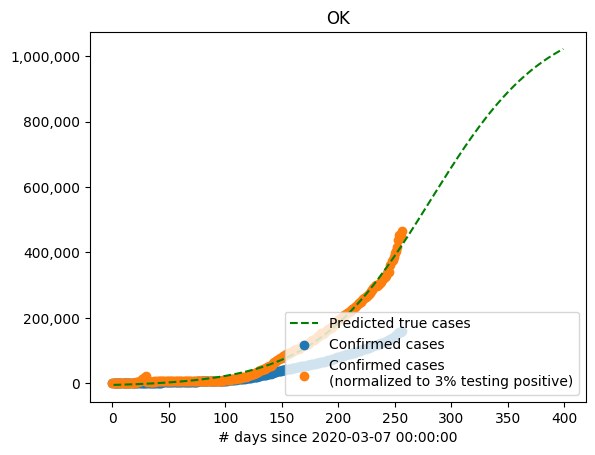 OK
1,000,000
800,000
600,000
400,000
200,000
0
Predicted true cases
Confirmed cases
Confirmed cases
(normalized to 3% testing positive)
0 50 100 150 200 250 300 350 400
# days since 2020-03-07 00:00:00